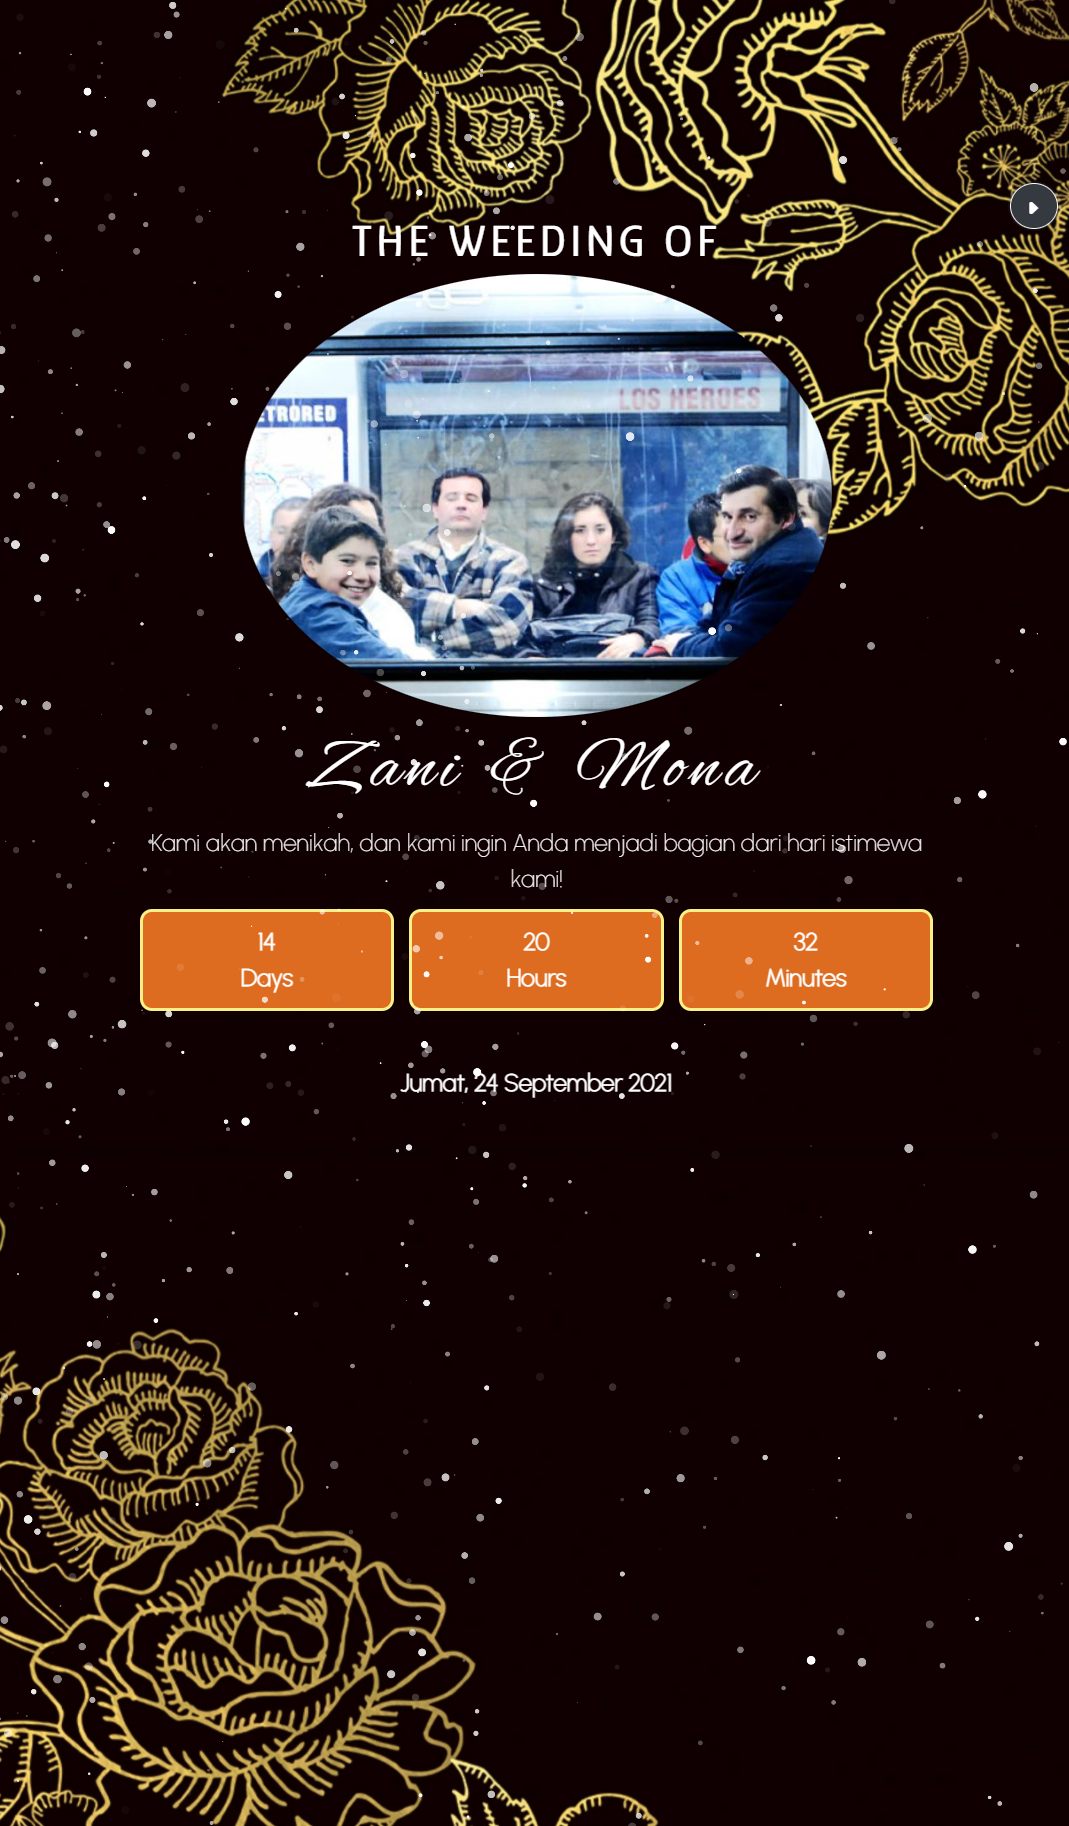 THE WEEDING OF
LOS HEROES
ETRORED
Zani & Mona
Kami akan menikah, dan kami ingin Anda menjadi bagian dari hari istimewa
kami!
14
Days
20
Hours
32
Minutes
Jumat, 24 September 2021